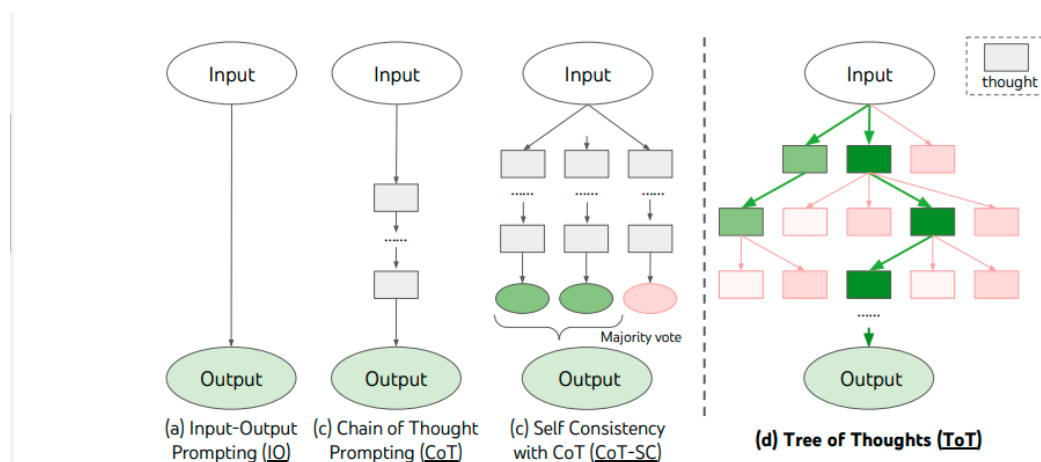 Input
Input
Input
Input
thought
......
......
......
......
......
Majority vote
Output
Output
Output
Output
(a) Input-Output
Prompting (IO)
(c) Chain of Thought
Prompting (CoT)
(c) Self Consistency
with CoT (CoT-SC)
(d) Tree of Thoughts (ToT)